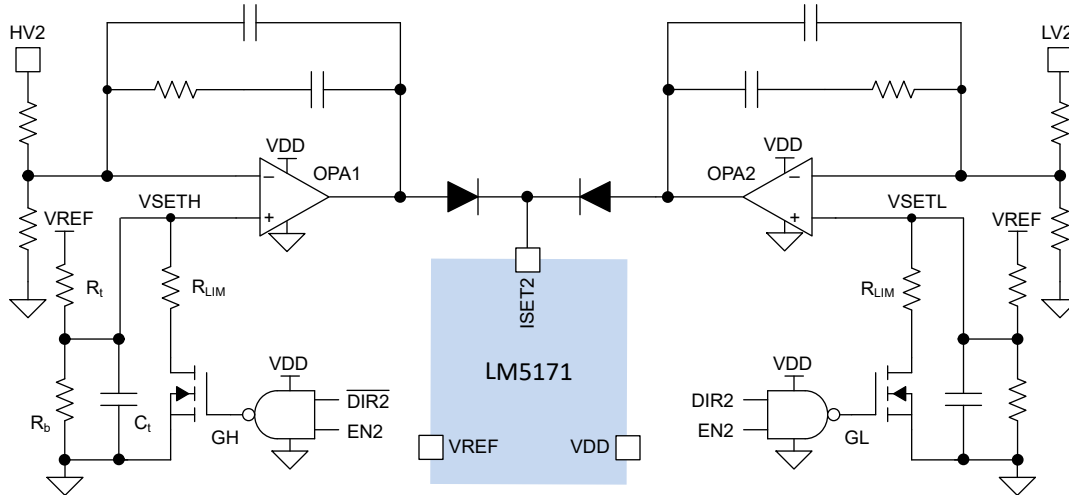 HV2
LV2
VDD
OPA1
VDD
OPA2
−
−
VSETH
+
+
VSETL
VREF
VREF
Rt
RLIM
ISET2
RLIM
LM5171
VDD
VDD
Rb
Ct
GH
DIR2
EN2
DIR2
EN2
GL
VREF
VDD